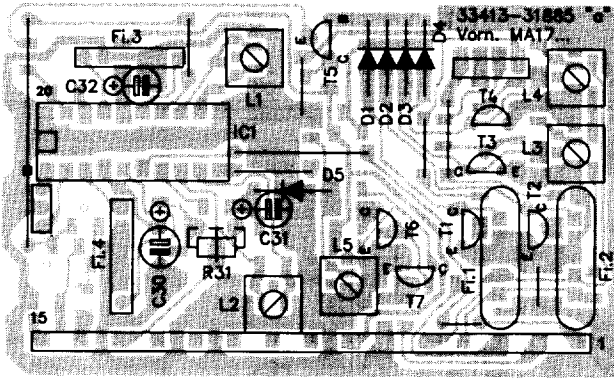 33413-31885 "a"
Vorn. MA17...
Fi.3
C32
20
L1
E
T5
C
D4
D1
D2
D3
T4
L4
IC1
T3
C
E
L3
D5
C31
C
T6
E
C
T1
E
C
T2
E
Fi.4
C30
R31
L2
L5
E
C
T7
Fi.1
Fi.2
15
1